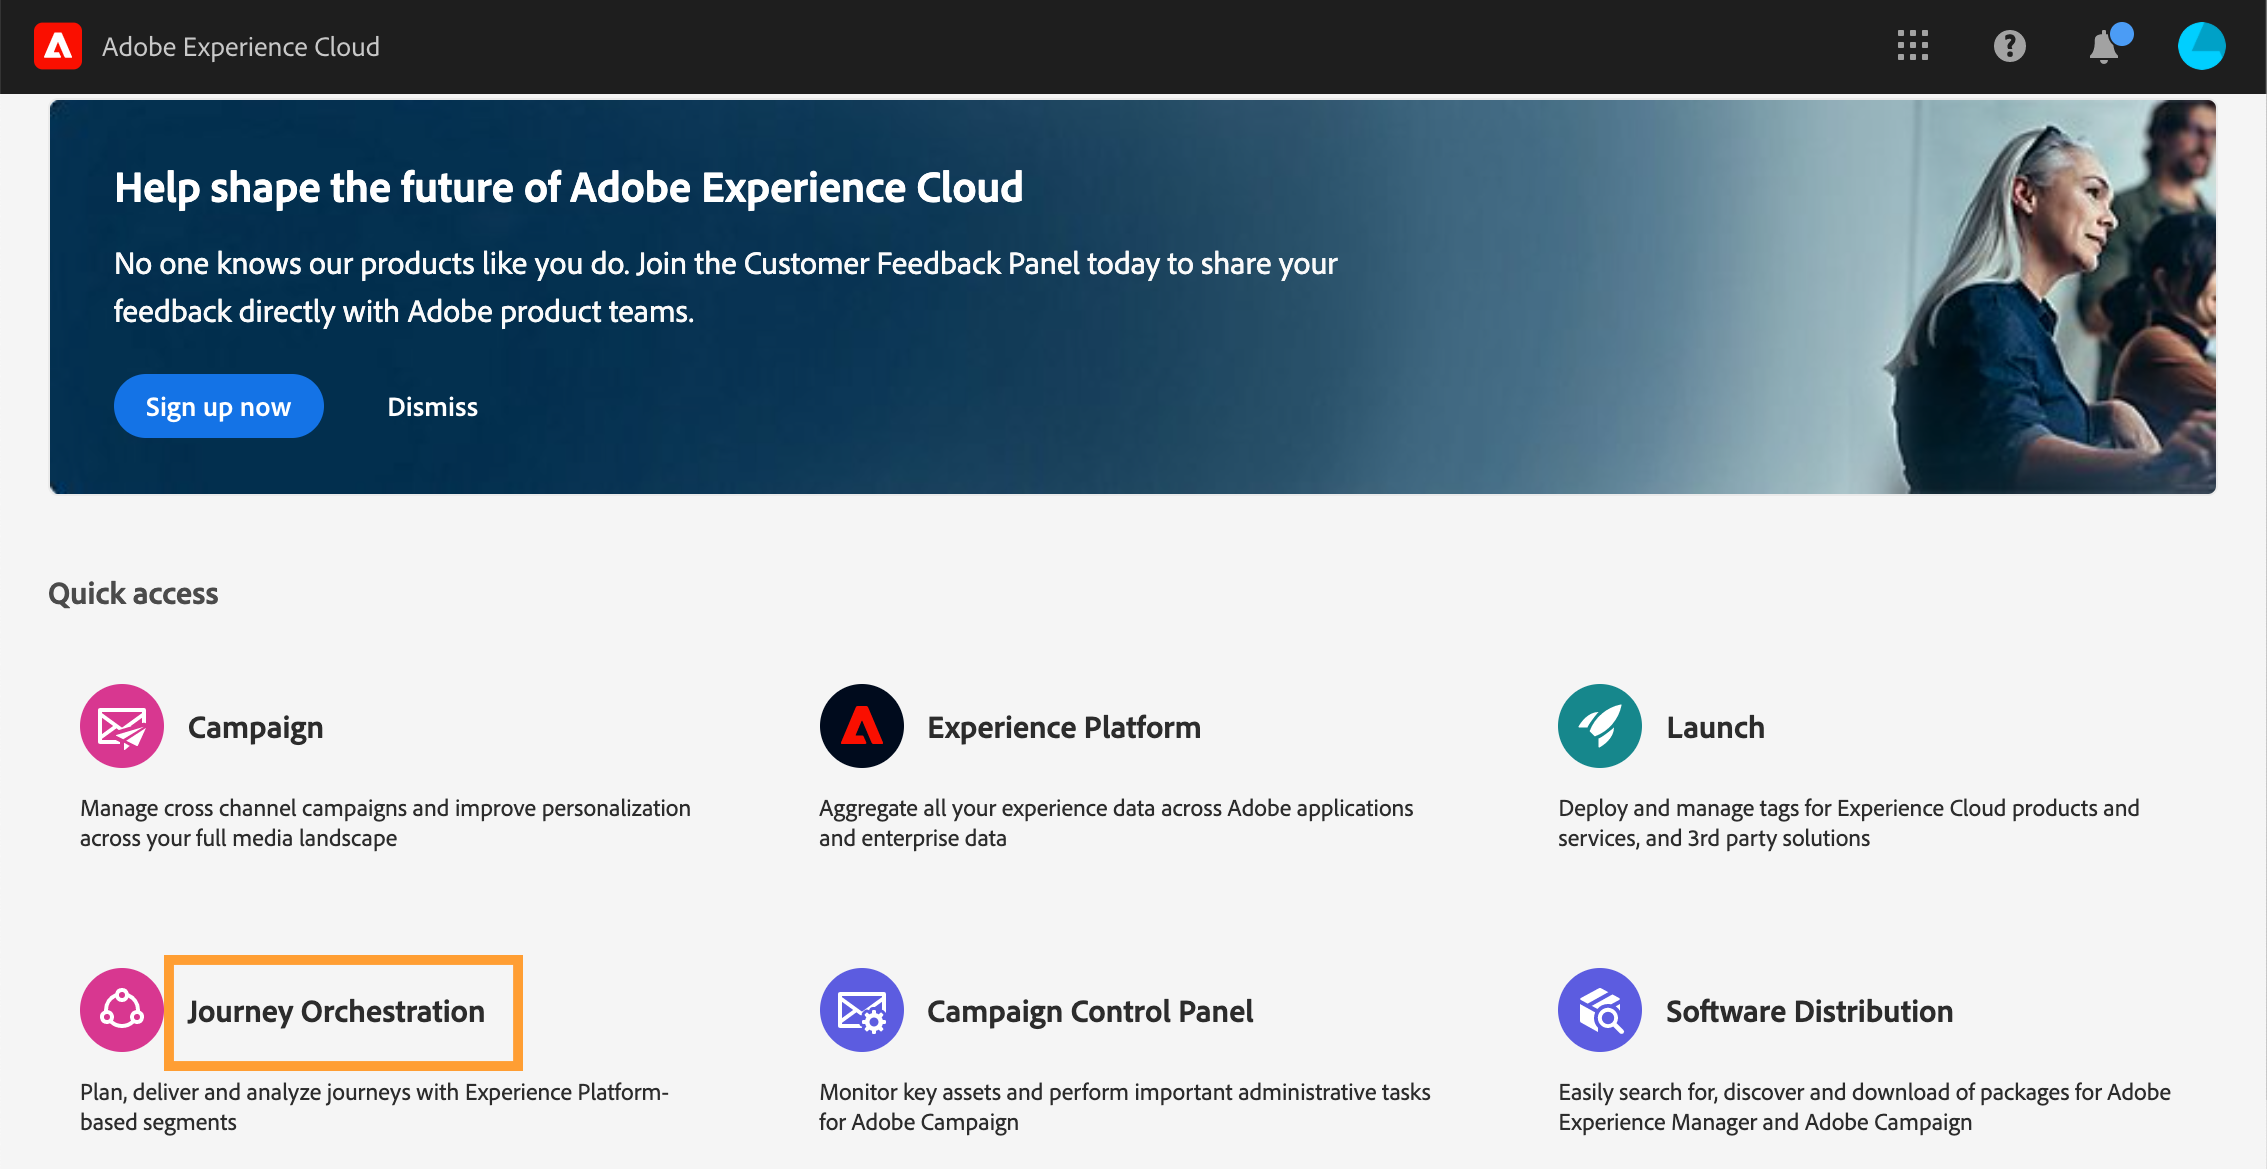 Adobe Experience Cloud
Help shape the future of Adobe Experience Cloud
No one knows our products like you do. Join the Customer Feedback Panel today to share your
feedback directly with Adobe product teams.
Sign up now
Dismiss
Quick access
Campaign
Manage cross channel campaigns and improve personalization
across your full media landscape
Experience Platform
Aggregate all your experience data across Adobe applications
and enterprise data
Launch
Deploy and manage tags for Experience Cloud products and
services, and 3rd party solutions
Journey Orchestration
Plan, deliver and analyze journeys with Experience Platform-
based segments
Campaign Control Panel
Monitor key assets and perform important administrative tasks
for Adobe Campaign
Software Distribution
Easily search for, discover and download of packages for Adobe
Experience Manager and Adobe Campaign